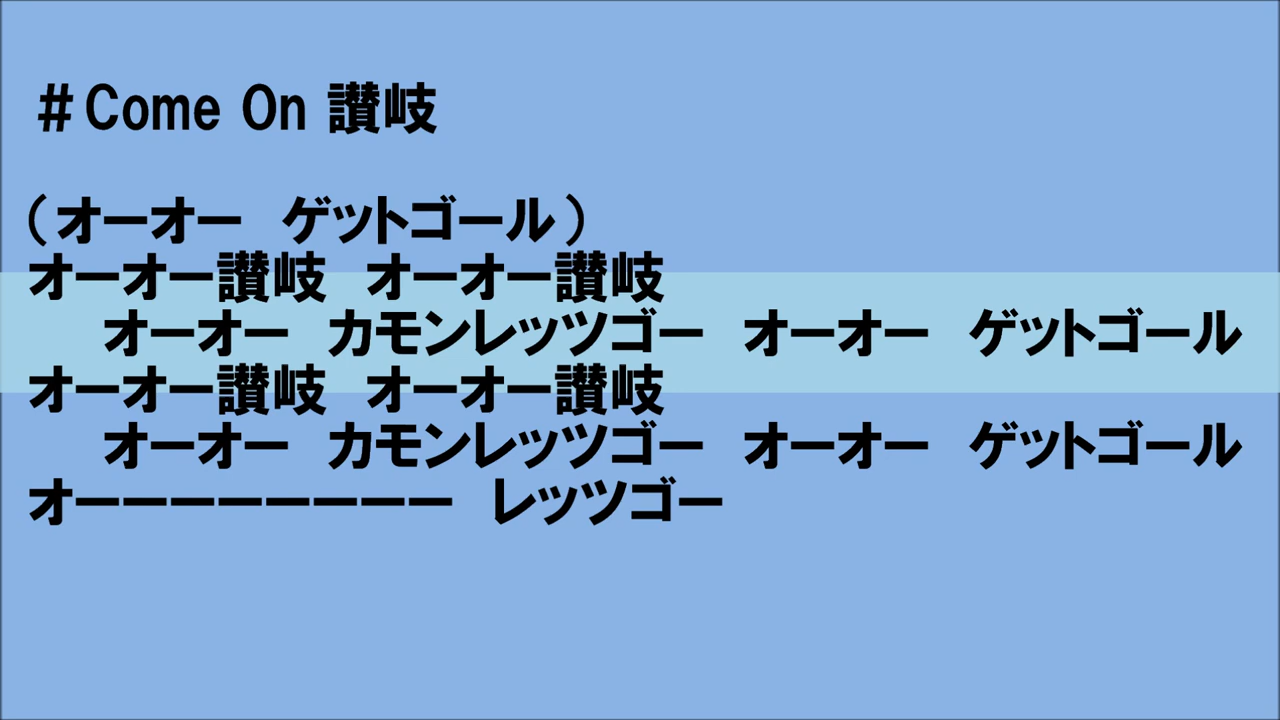 ＃Come On 讃岐
（オーオー　ゲットゴール）
オーオー讃岐　オーオー讃岐
オーオー　カモンレッツゴー　オーオー　ゲットゴール
オーオー讃岐　オーオー讃岐
オーオー　カモンレッツゴー　オーオー　ゲットゴール
オーーーーーーーー　レッツゴー